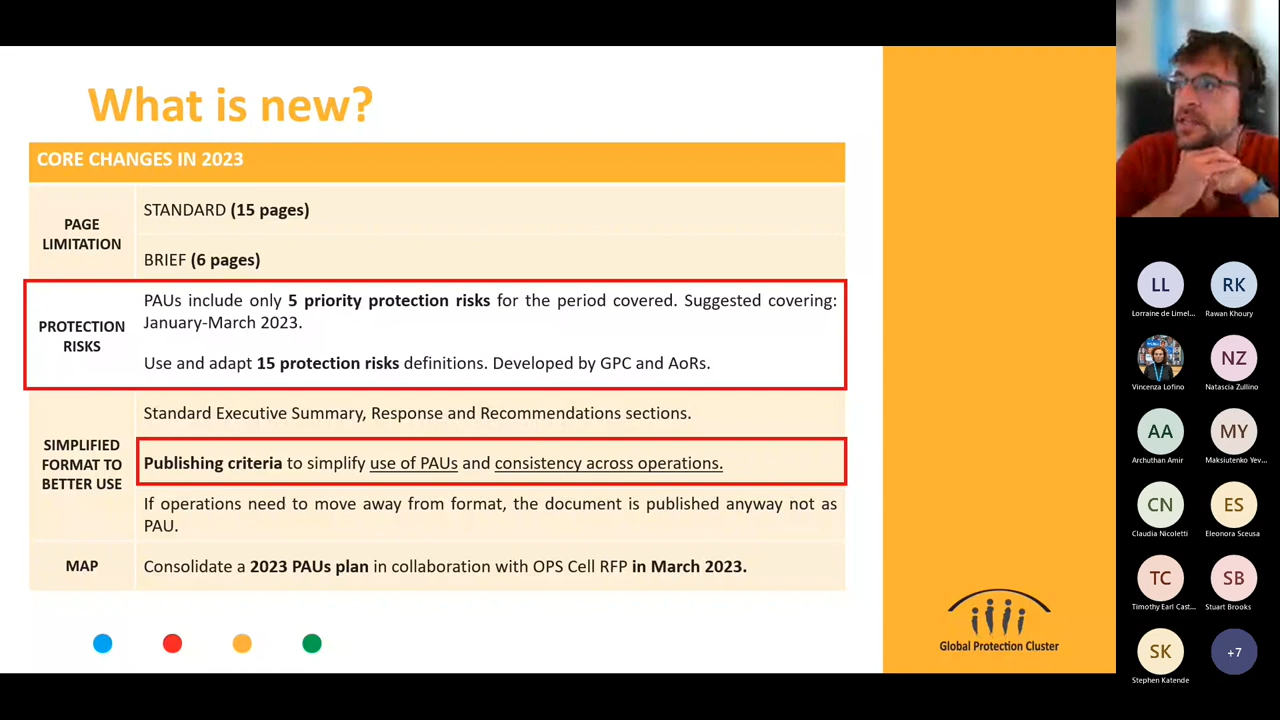 What is new?
CORE CHANGES IN 2023
PAGE
LIMITATION
STANDARD (15 pages)
BRIEF (6 pages)
PROTECTION
RISKS
PAUs include only 5 priority protection risks for the period covered. Suggested covering:
January-March 2023.
Use and adapt 15 protection risks definitions. Developed by GPC and AoRs.
SIMPLIFIED
FORMAT TO
BETTER USE
Standard Executive Summary, Response and Recommendations sections.
Publishing criteria to simplify use of PAUs and consistency across operations.
If operations need to move away from format, the document is published anyway not as
PAU.
MAP
Consolidate a 2023 PAUs plan in collaboration with OPS Cell RFP in March 2023.
Global Protection Cluster
LL
RK
Lorraine de Limel...
Rawan Khoury
NZ
Vincenza Lofino
Natascia Zullino
AA
MY
Archuthan Amir
Maksiutenko Yev...
CN
ES
Claudia Nicoletti
Eleonora Sceusa
TC
SB
Timothy Earl Cast...
Stuart Brooks
SK
+7
Stephen Katende